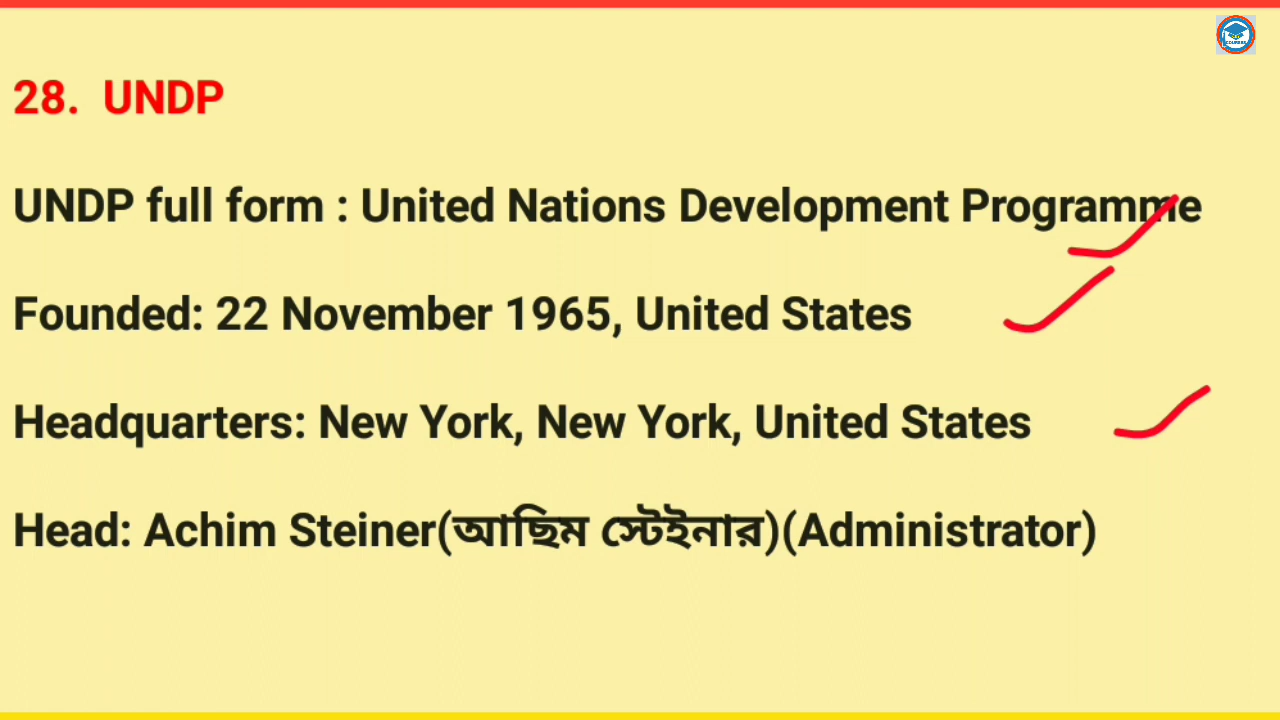 28. UNDP
UNDP full form : United Nations Development Programme
Founded: 22 November 1965, United States
Headquarters: New York, New York, United States
Head: Achim Steiner(আছিম স্টেইনার)(Administrator)